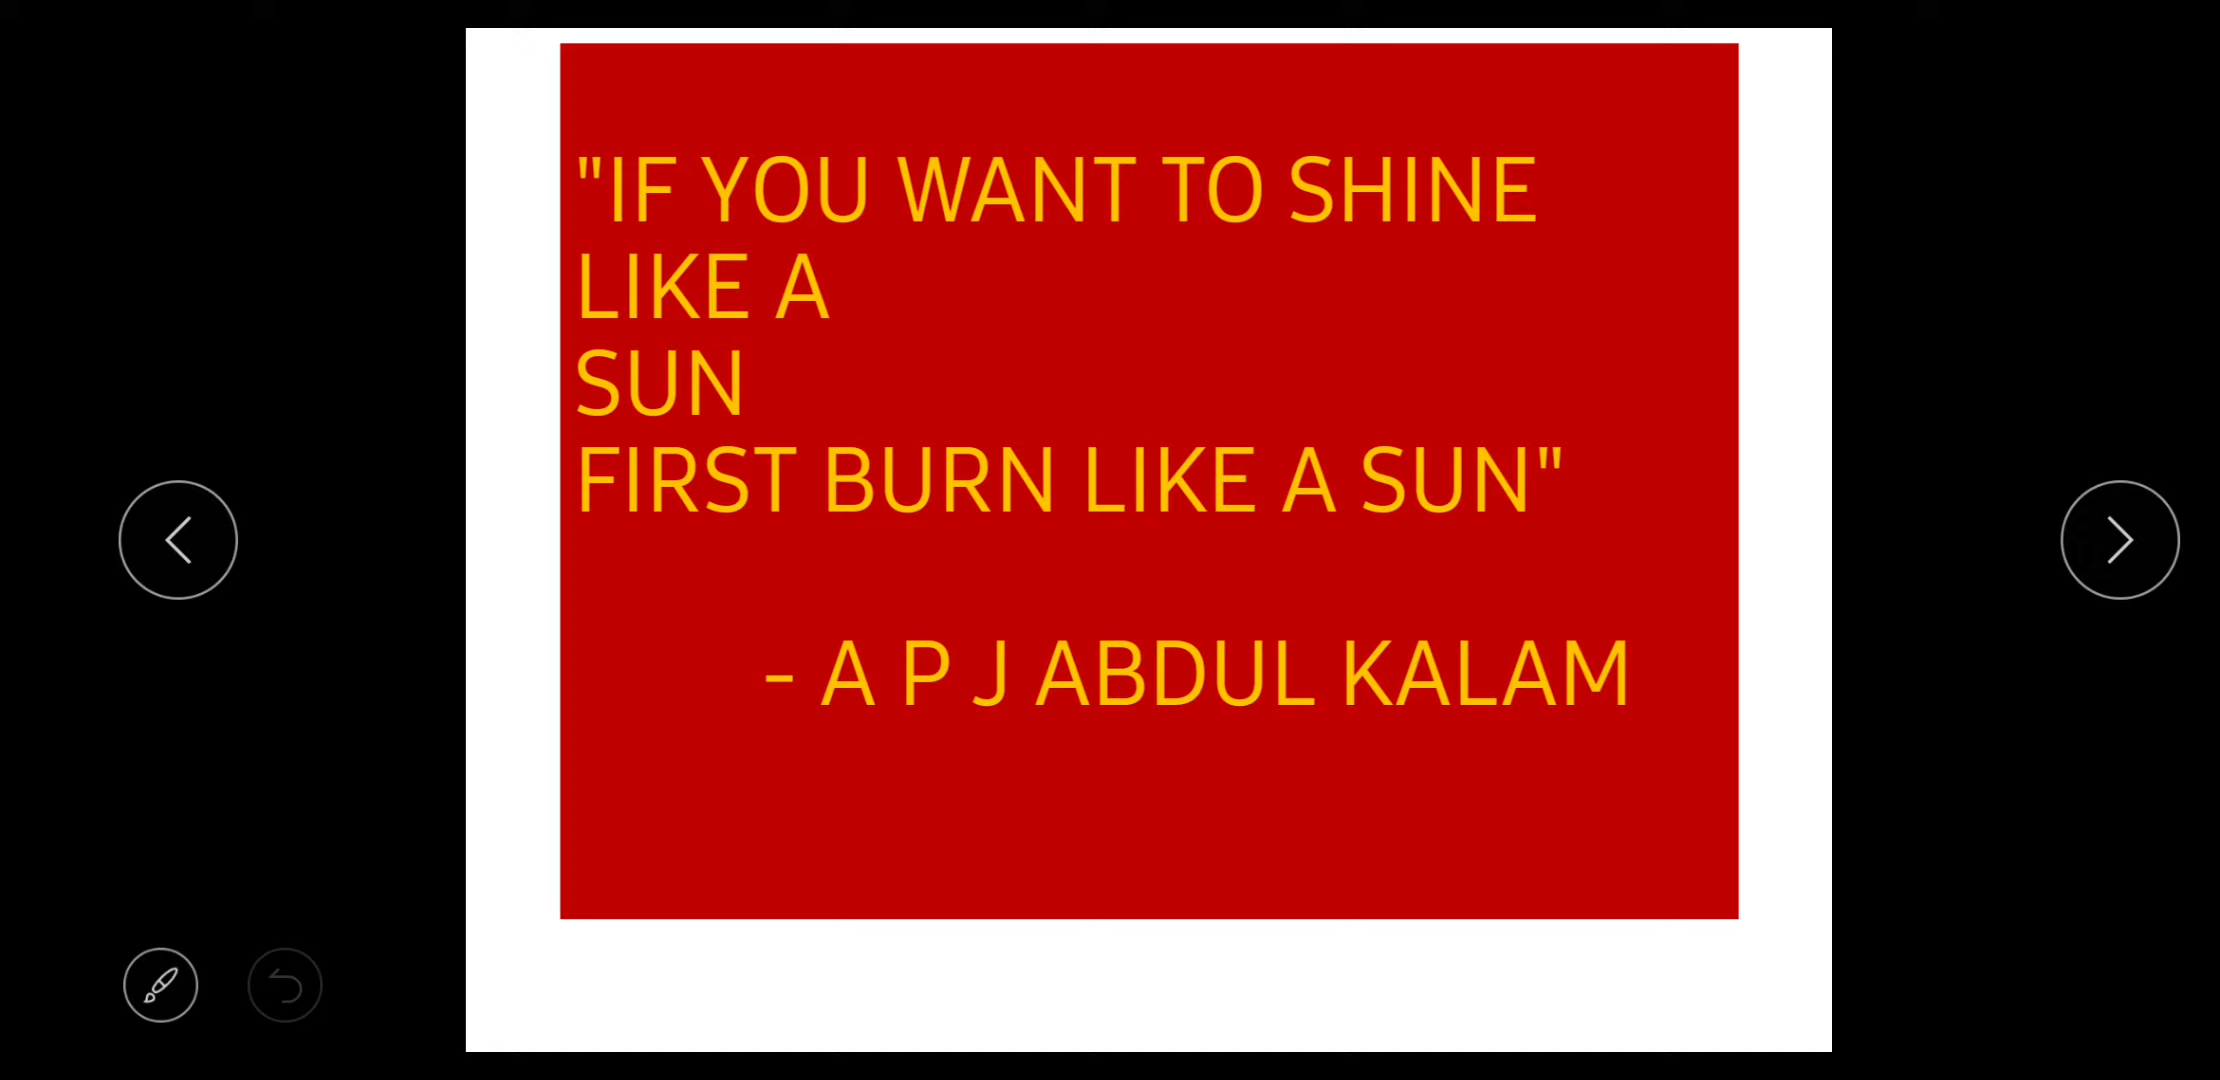 "IF YOU WANT TO SHINE
LIKE A
SUN
FIRST BURN LIKE A SUN"
- A P J ABDUL KALAM